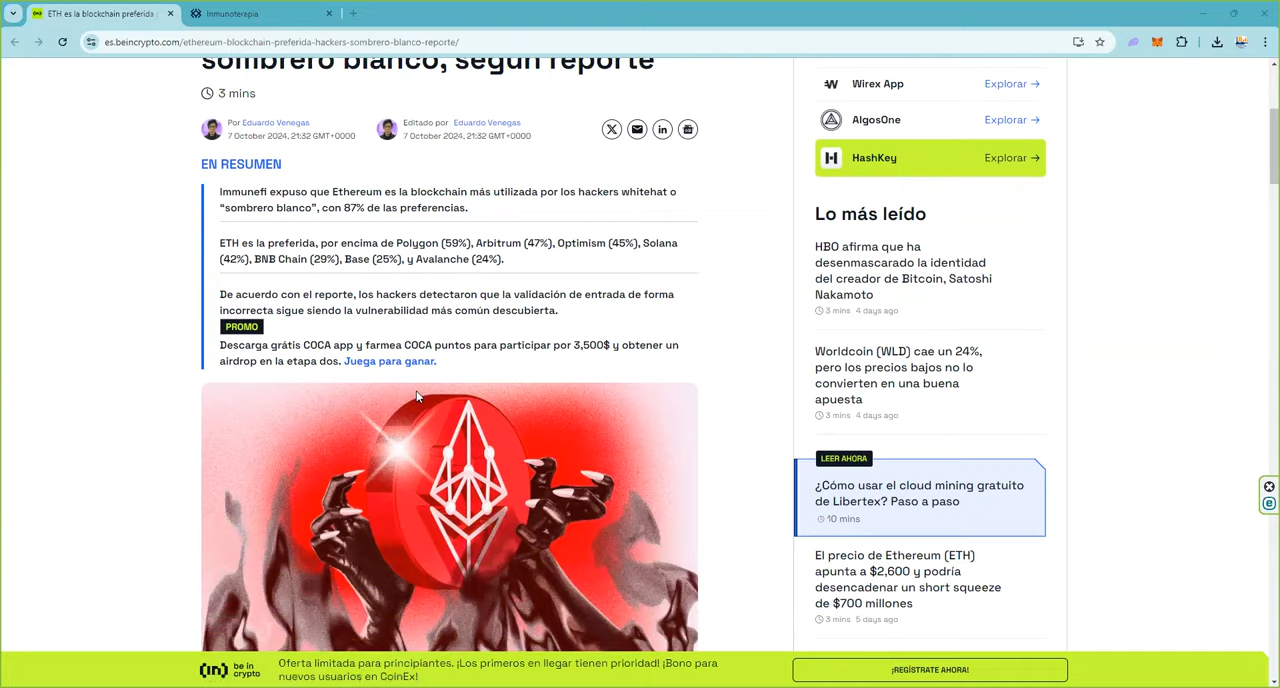 ETH es la blockchain preferida
Inmunoterapia
es.beincrypto.com/ethereum-blockchain-preferida-hackers-sombrero-blanco-reporte/
sombrero blanco, según reporte
3 mins
Por Eduardo Venegas
7 October 2024, 21:32 GMT+0000
Editado por Eduardo Venegas
7 October 2024, 21:32 GMT+0000
EN RESUMEN
Immunefi expuso que Ethereum es la blockchain más utilizada por los hackers whitehat o
“sombrero blanco”, con 87% de las preferencias.
ETH es la preferida, por encima de Polygon (59%), Arbitrum (47%), Optimism (45%), Solana
(42%), BNB Chain (29%), Base (25%), y Avalanche (24%).
De acuerdo con el reporte, los hackers detectaron que la validación de entrada de forma
incorrecta sigue siendo la vulnerabilidad más común descubierta.
PROMO
Descarga grátis COCA app y farmea COCA puntos para participar por 3,500$ y obtener un
airdrop en la etapa dos. Juega para ganar.
Wirex App Explorar →
AlgosOne Explorar →
HashKey Explorar →
Lo más leído
HBO afirma que ha
desenmascarado la identidad
del creador de Bitcoin, Satoshi
Nakamoto
3 mins 4 days ago
Worldcoin (WLD) cae un 24%,
pero los precios bajos no lo
convierten en una buena
apuesta
3 mins 4 days ago
LEER AHORA
¿Cómo usar el cloud mining gratuito
de Libertex? Paso a paso
10 mins
El precio de Ethereum (ETH)
apunta a $2,600 y podría
desencadenar un short squeeze
de $700 millones
3 mins 5 days ago
be in
crypto
Oferta limitada para principiantes. ¡Los primeros en llegar tienen prioridad! ¡Bono para
nuevos usuarios en CoinEx!
¡REGÍSTRATE AHORA!